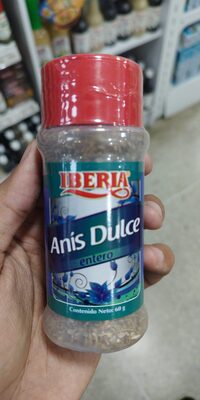 IBERIA
Anís Dulce
entero
Contenido Neto: 60 g